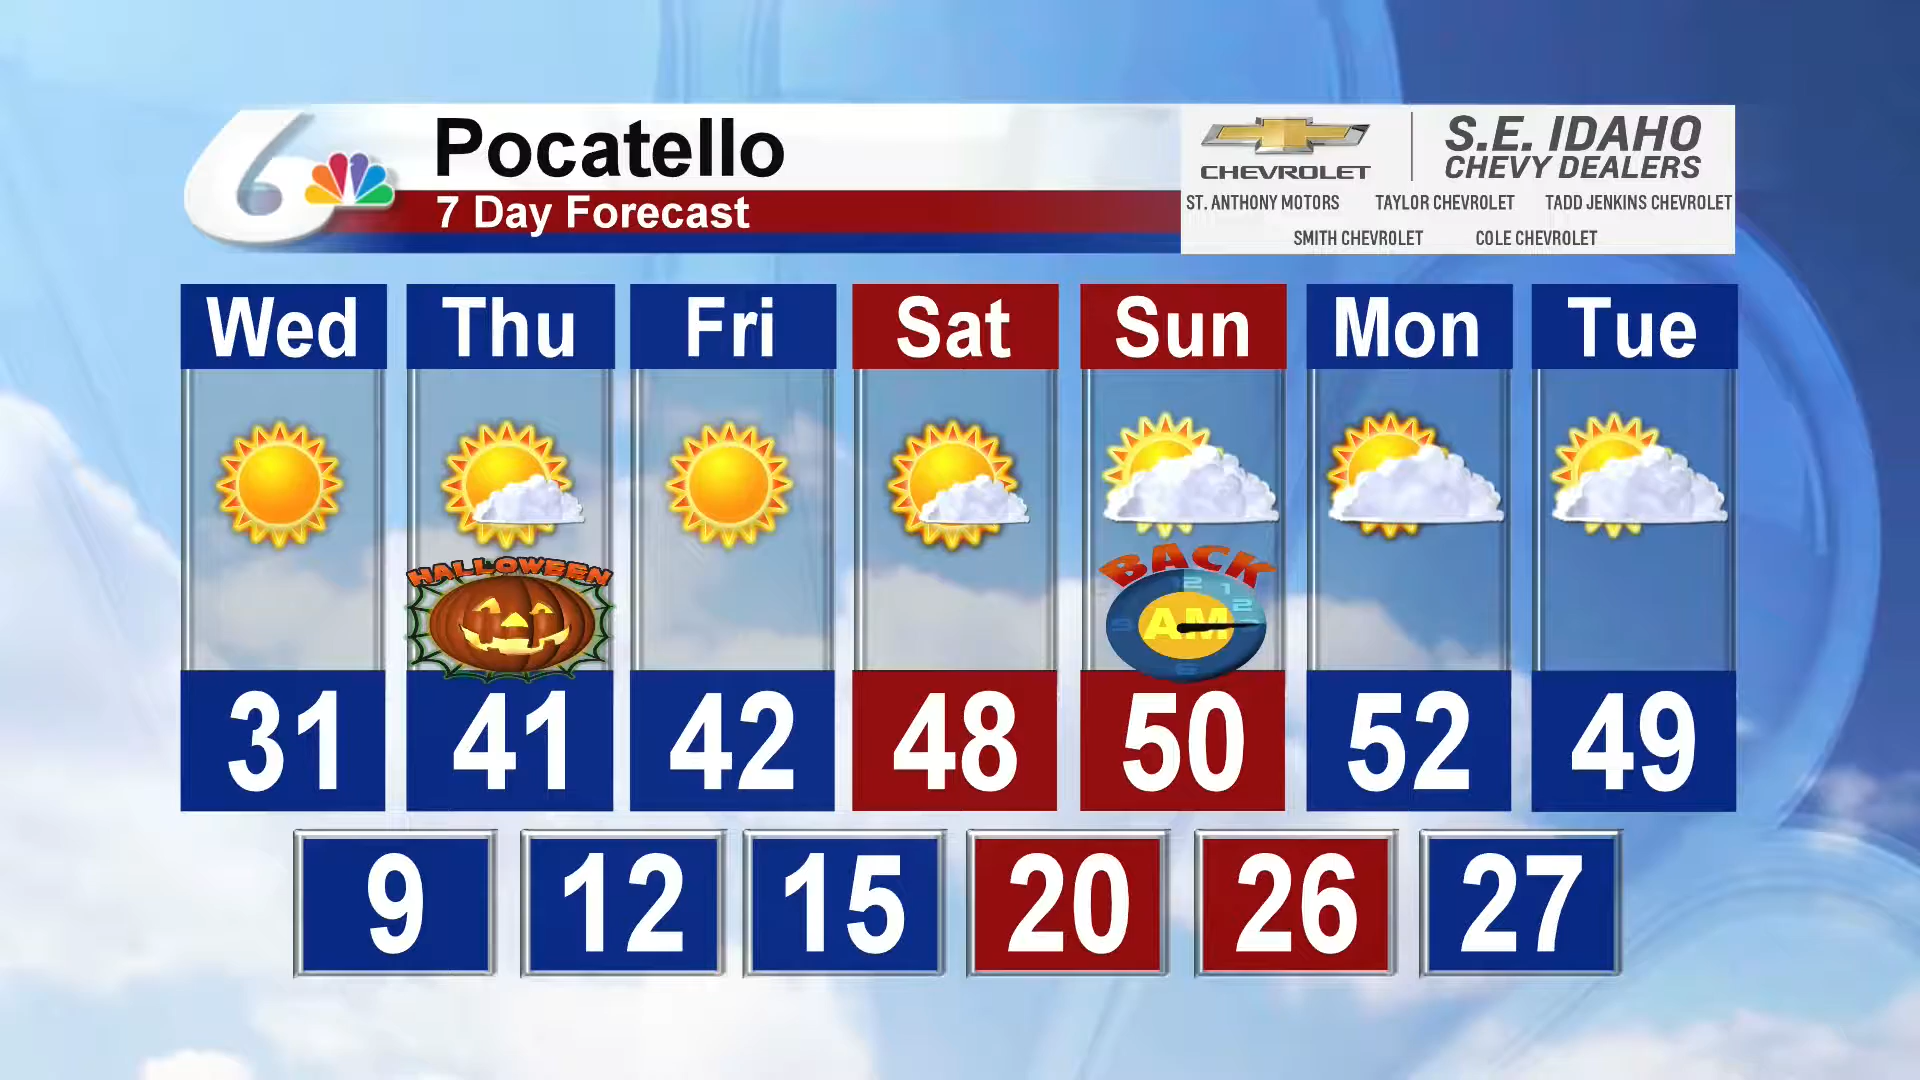 6
Pocatello
7 Day Forecast
CHEVROLET
S.E. IDAHO
CHEVY DEALERS
ST. ANTHONY MOTORS TAYLOR CHEVROLET TADD JENKINS CHEVROLET
SMITH CHEVROLET COLE CHEVROLET
Wed Thu Fri Sat Sun Mon Tue
HALLOWEEN
BACK
AM
31 41 42 48 50 52 49
9 12 15 20 26 27